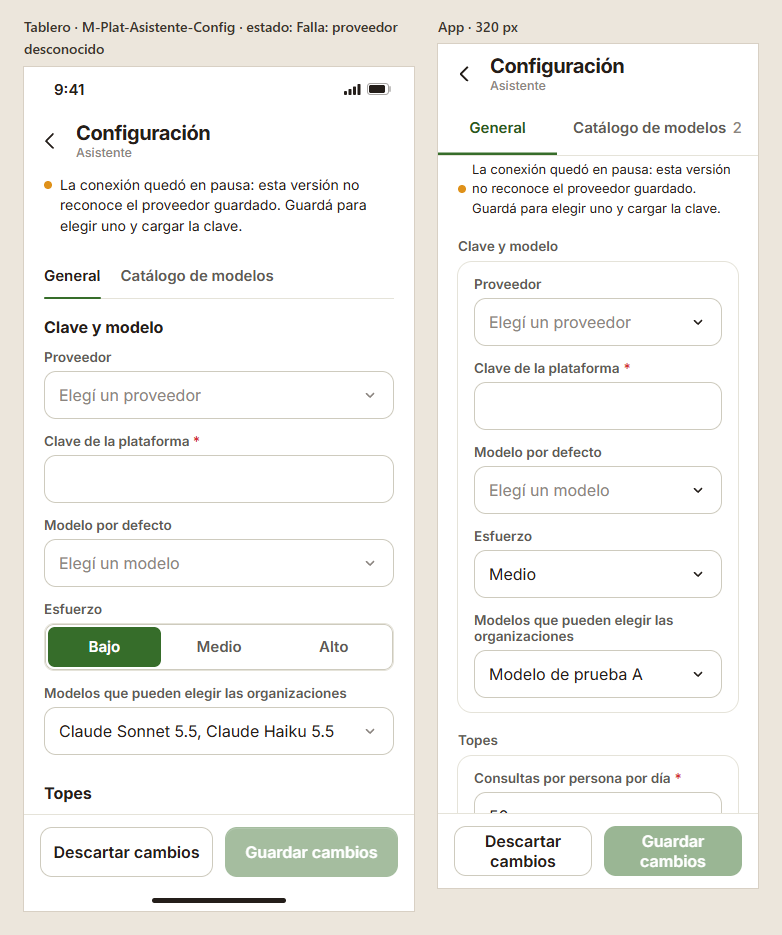 Tablero · M-Plat-Asistente-Config · estado: Falla: proveedor
desconocido
9:41
Configuración
Asistente
La conexión quedó en pausa: esta versión no
reconoce el proveedor guardado. Guardá para
elegir uno y cargar la clave.
General
Catálogo de modelos
Clave y modelo
Proveedor
Elegí un proveedor
Clave de la plataforma *
Modelo por defecto
Elegí un modelo
Esfuerzo
Bajo
Medio
Alto
Modelos que pueden elegir las organizaciones
Claude Sonnet 5.5, Claude Haiku 5.5
Topes
Descartar cambios
Guardar cambios
App · 320 px
Configuración
Asistente
General
Catálogo de modelos 2
La conexión quedó en pausa: esta versión
no reconoce el proveedor guardado.
Guardá para elegir uno y cargar la clave.
Clave y modelo
Proveedor
Elegí un proveedor
Clave de la plataforma *
Modelo por defecto
Elegí un modelo
Esfuerzo
Medio
Modelos que pueden elegir las
organizaciones
Modelo de prueba A
Topes
Consultas por persona por día *
Descartar
cambios
Guardar
cambios